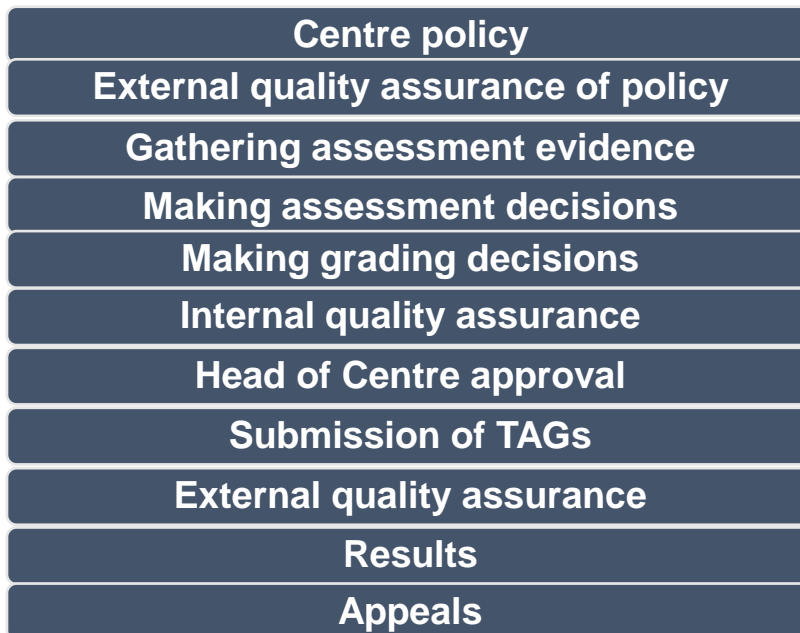 Centre policy
External quality assurance of policy
Gathering assessment evidence
Making assessment decisions
Making grading decisions
Internal quality assurance
Head of Centre approval
Submission of TAGs
External quality assurance
Results
Appeals